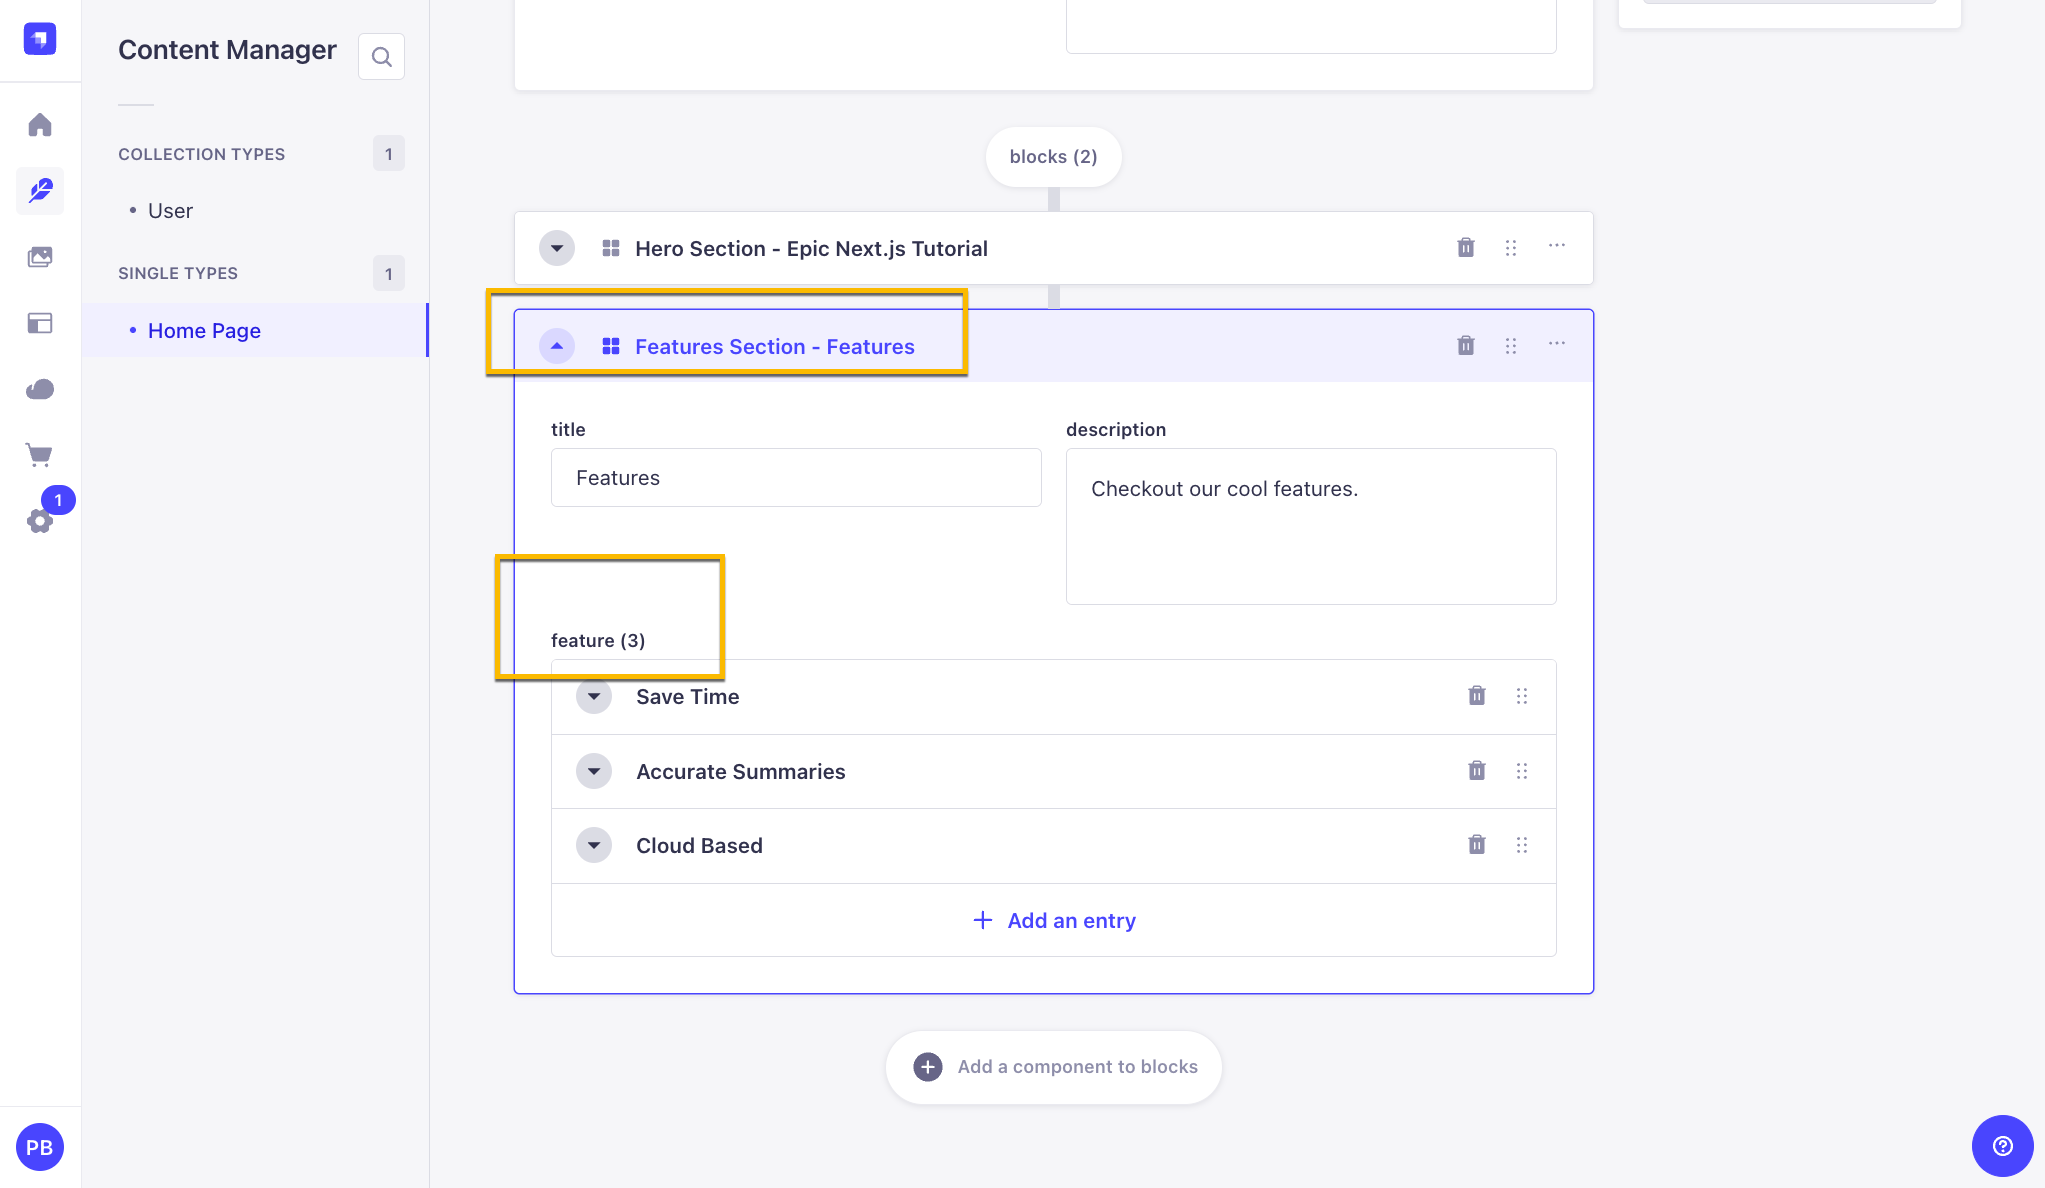 Content Manager
COLLECTION TYPES 1
• User
SINGLE TYPES 1
• Home Page
1
PB
blocks (2)
Hero Section - Epic Next.js Tutorial
Features Section - Features
title
Features
description
Checkout our cool features.
feature (3)
Save Time
Accurate Summaries
Cloud Based
+ Add an entry
Add a component to blocks